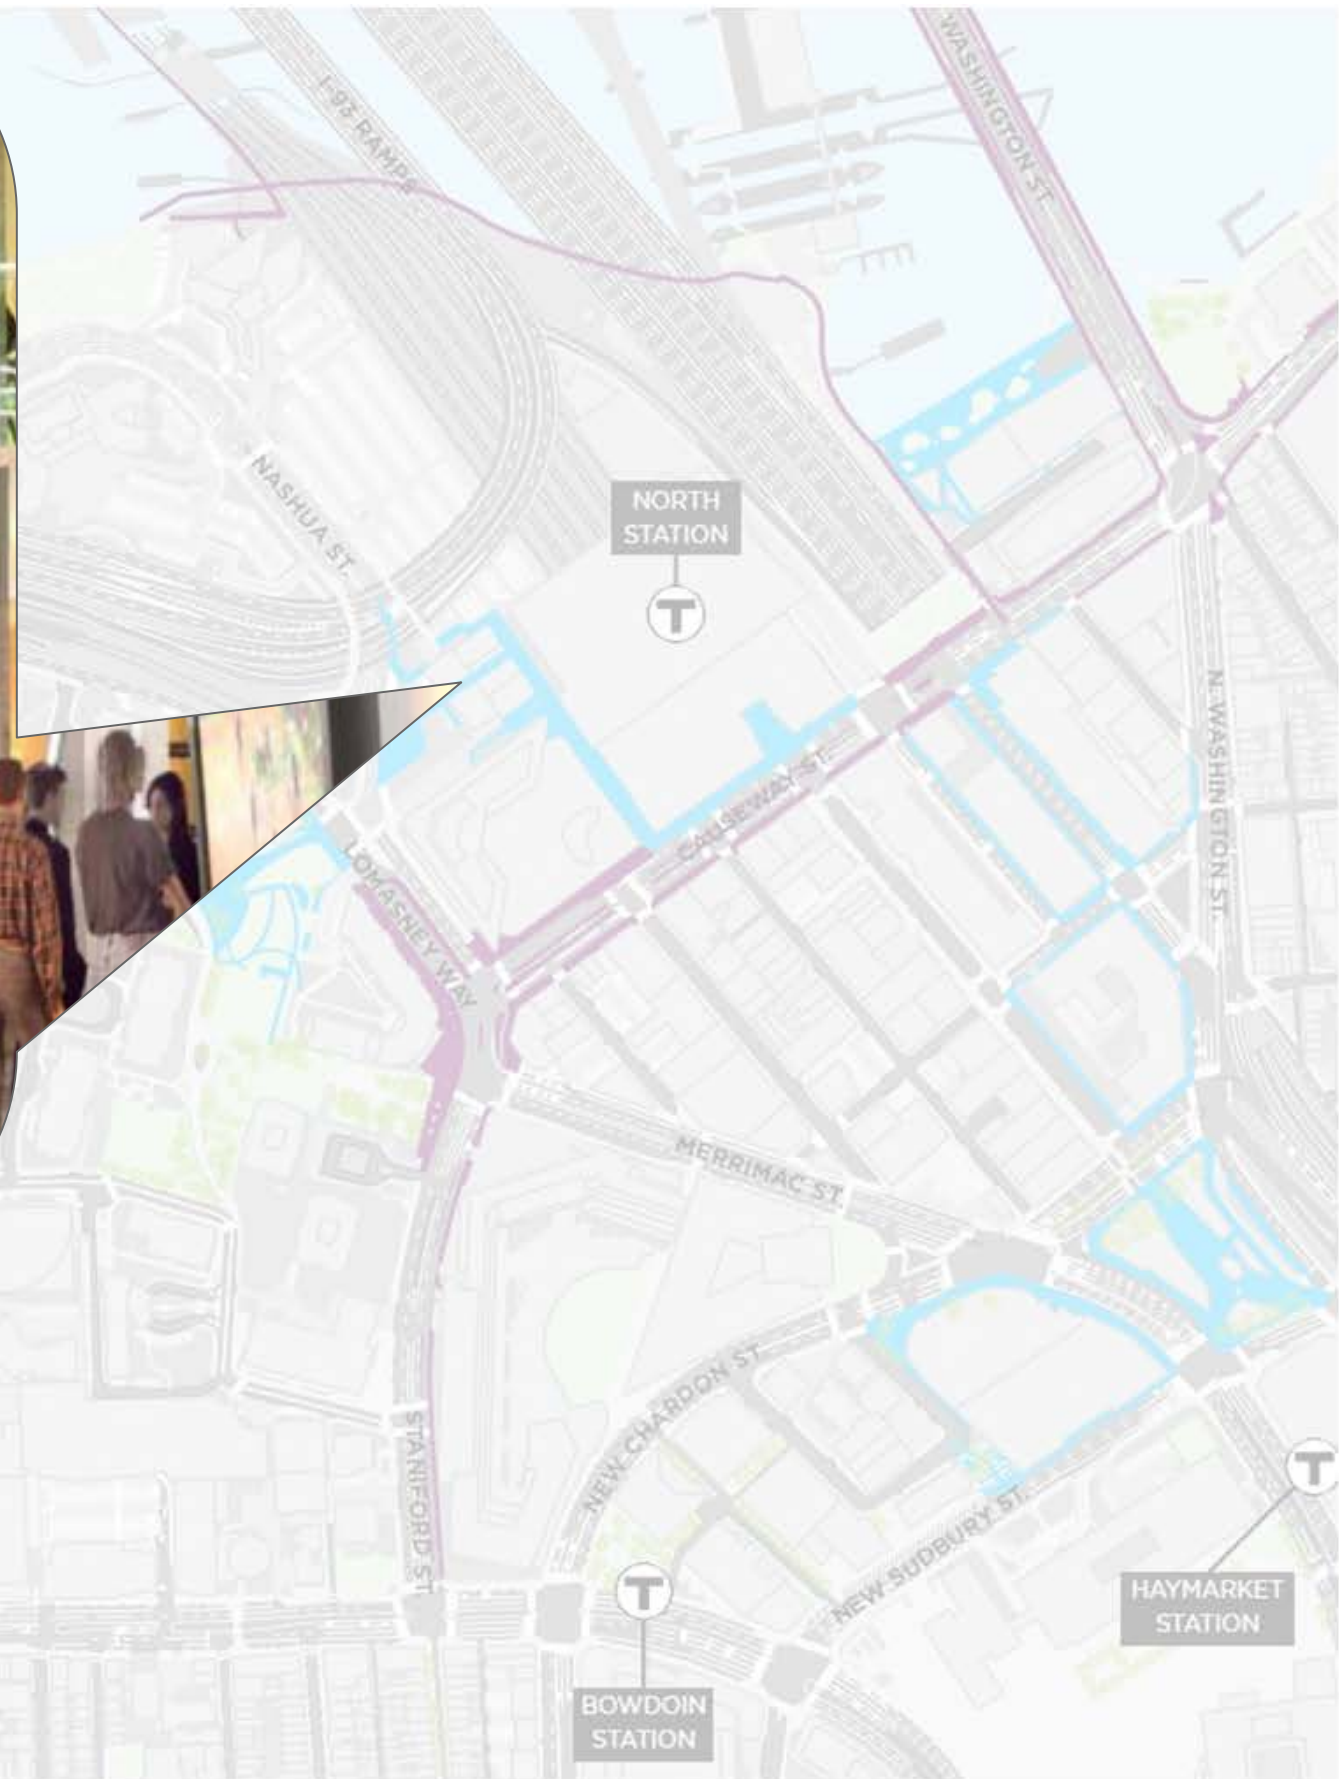 WASHINGTON ST.
I-93 RAMPS
NASHUA ST.
NORTH
STATION
T
N WASHINGTON ST.
CAUSEWAY ST.
LOMASNEY WAY
MERRIMAC ST.
NEW CHARDON ST.
STANIFORD ST.
NEW SUDBURY ST.
T
HAYMARKET
STATION
T
BOWDOIN
STATION